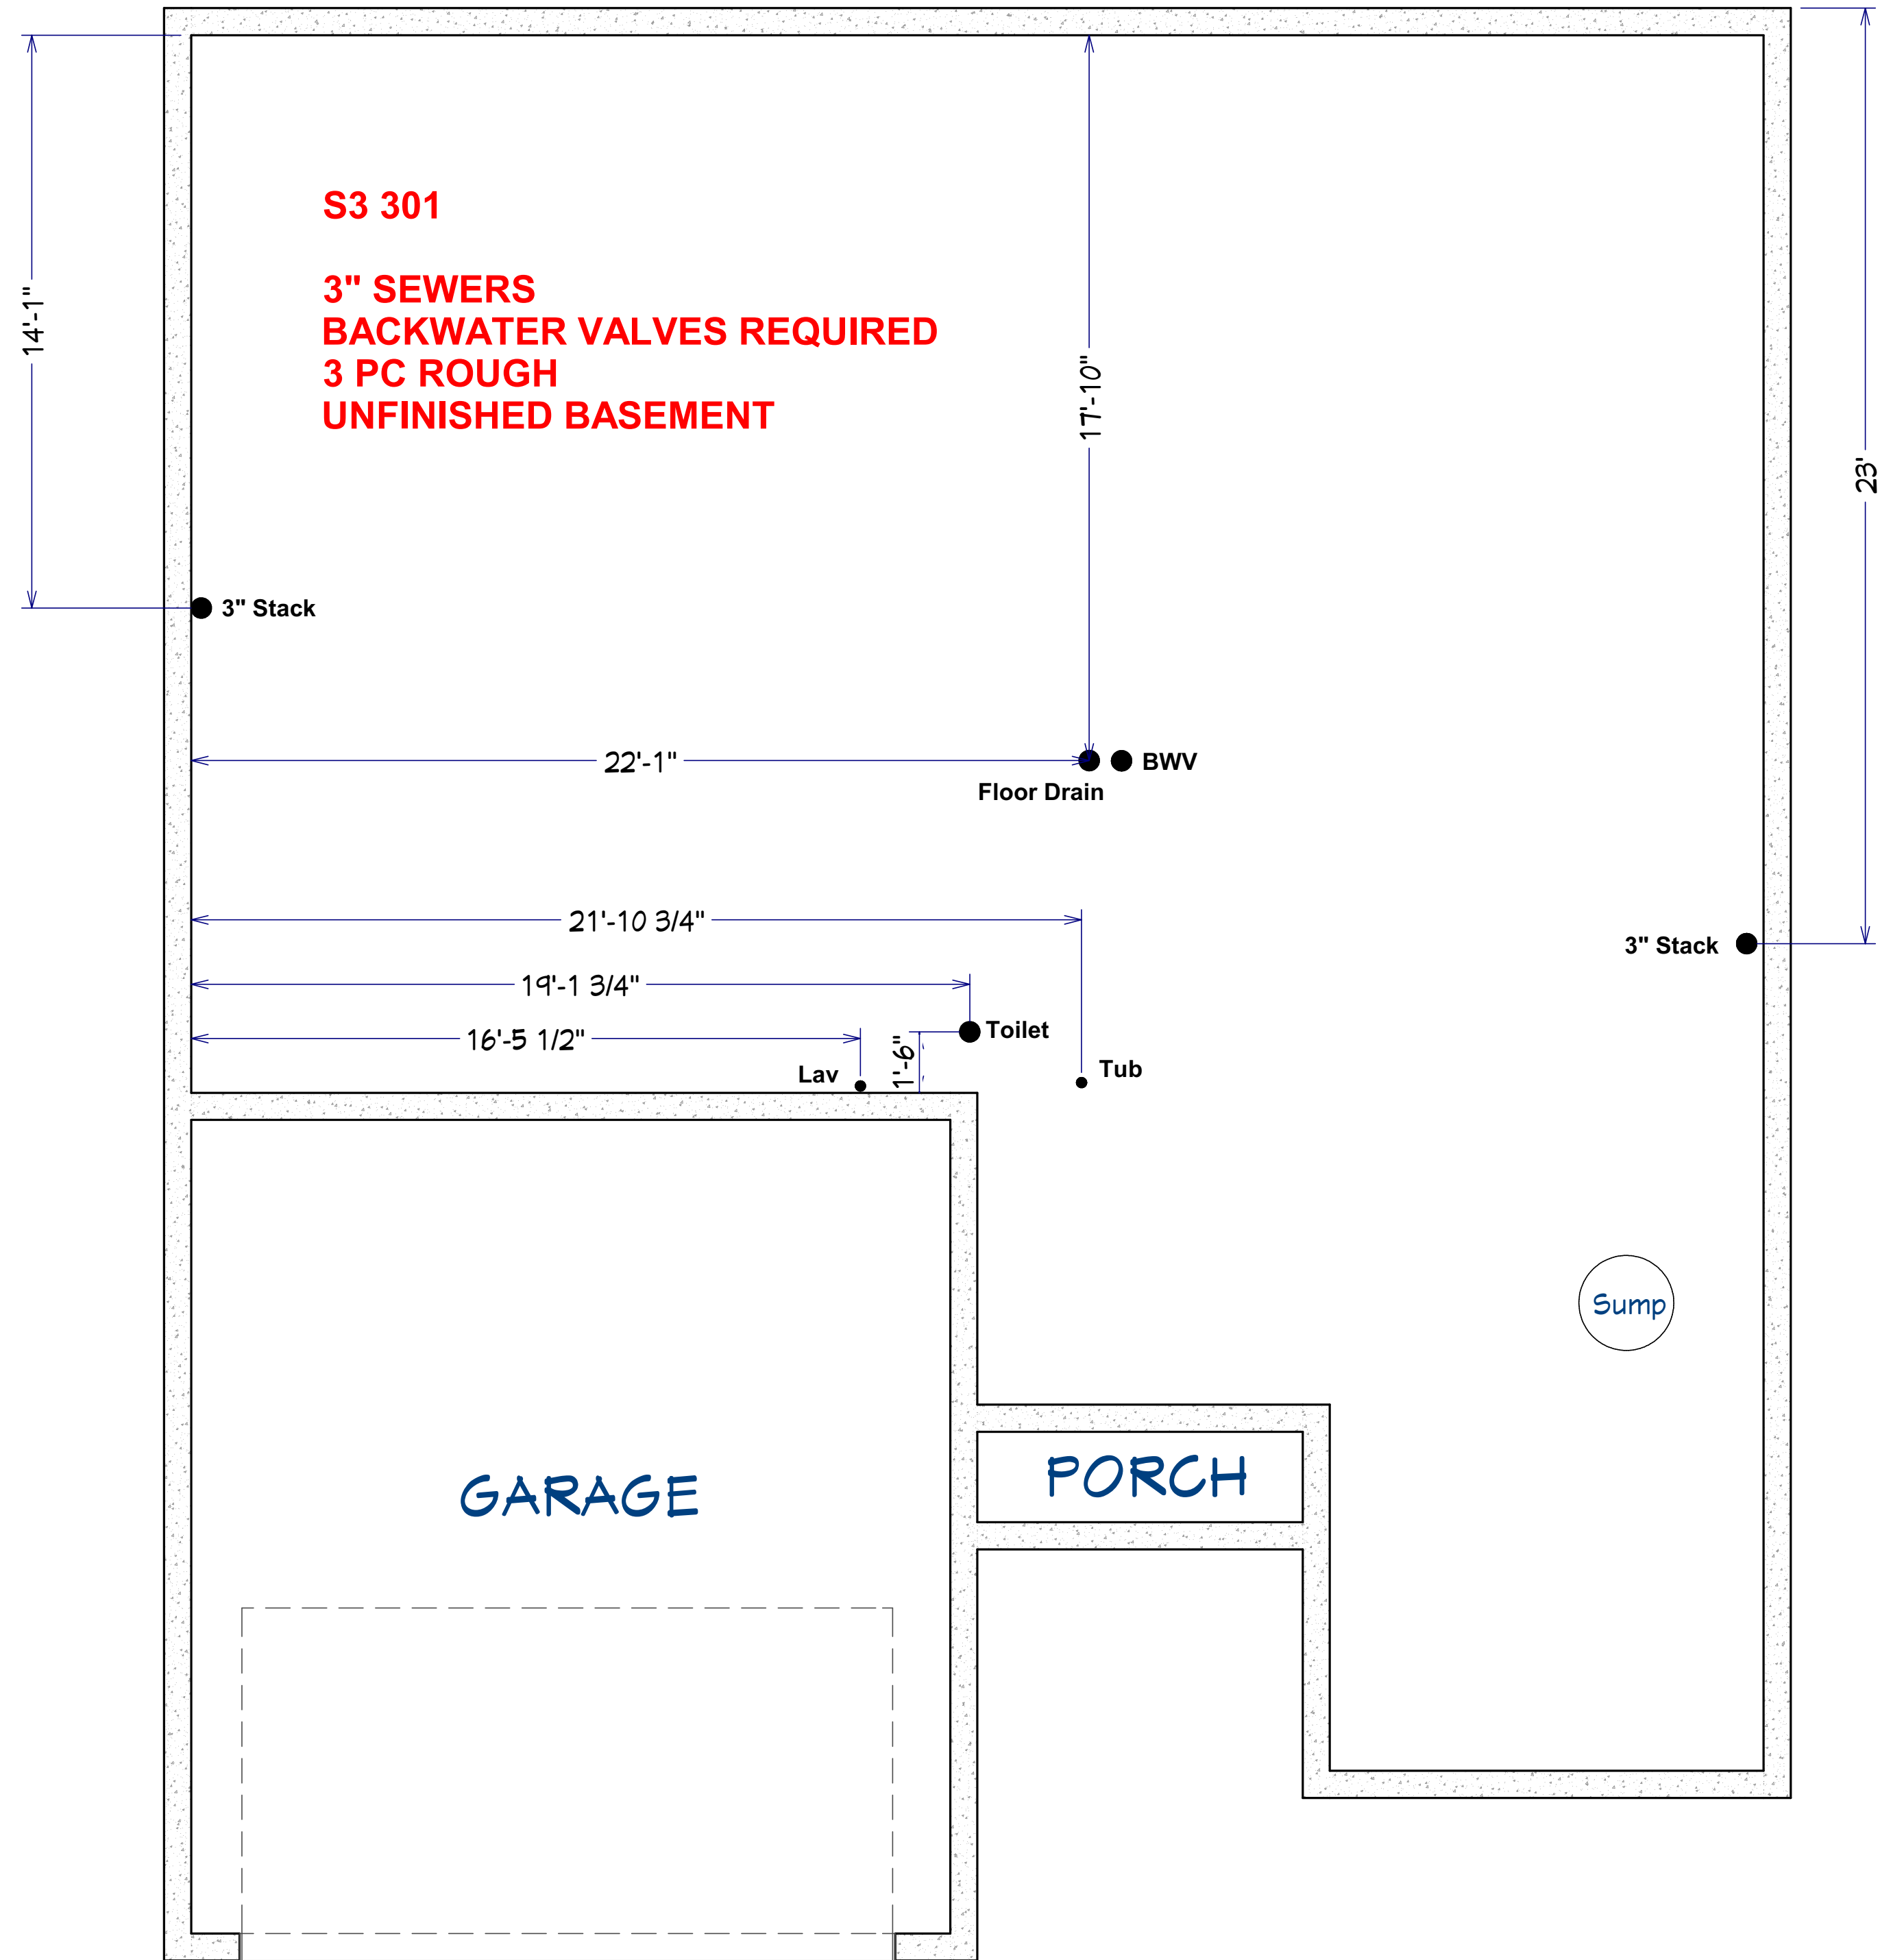 S3 301
3" SEWERS
BACKWATER VALVES REQUIRED
3 PC ROUGH
UNFINISHED BASEMENT
14'-1"
17'-10"
23'
3" Stack
22'-1"
BWV
Floor Drain
21'-10 3/4"
3" Stack
19'-1 3/4"
16'-5 1/2"
1'-6"
Toilet
Lav
Tub
Sump
GARAGE
PORCH